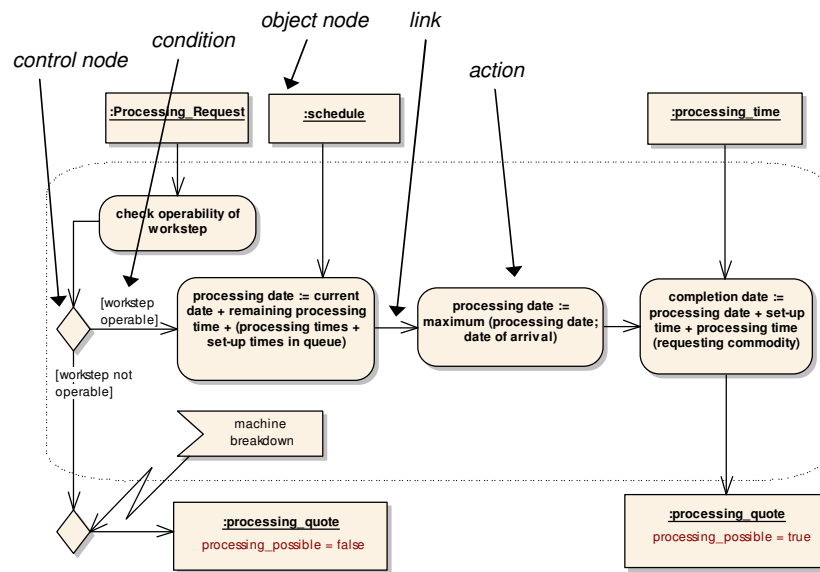 object node
link
condition
control node
action
:Processing_Request
:schedule
:processing_time
check operability of
workstep
[workstep
operable]
processing date := current
date + remaining processing
time + (processing times +
set-up times in queue)
processing date :=
maximum (processing date;
date of arrival)
completion date :=
processing date + set-up
time + processing time
(requesting commodity)
[workstep not
operable]
machine
breakdown
:processing_quote
processing_possible = false
:processing_quote
processing_possible = true